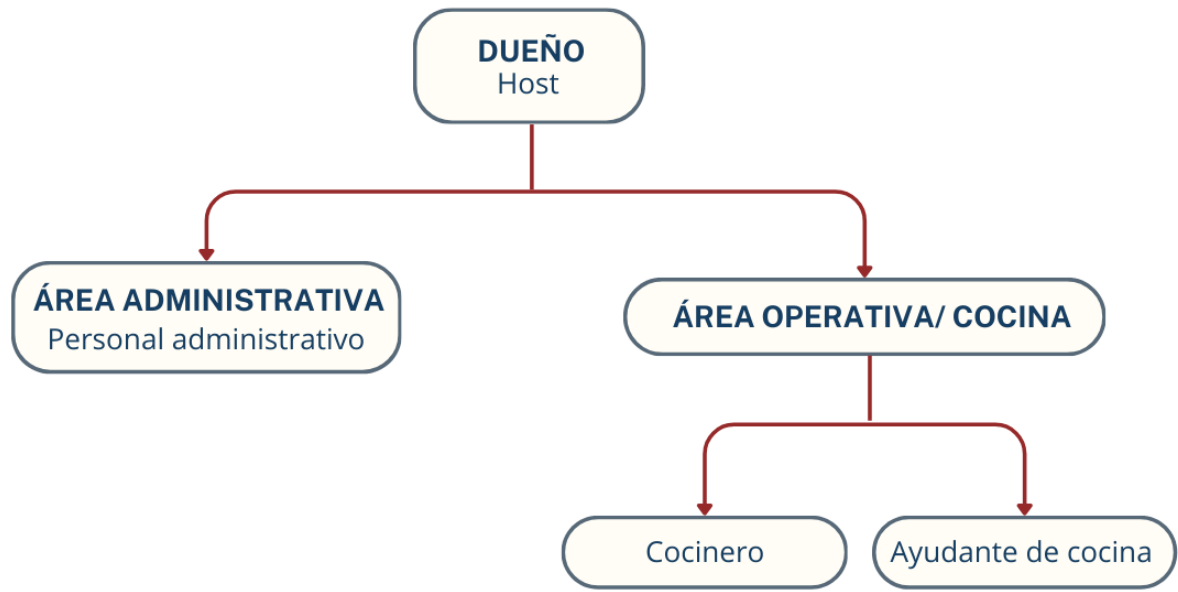 DUEÑO
Host
ÁREA ADMINISTRATIVA
Personal administrativo
ÁREA OPERATIVA/ COCINA
Cocinero
Ayudante de cocina